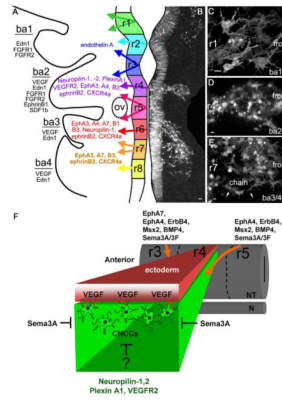 A
ba1
Edn1
FGFR1
FGFR2
ba2
VEGF
Edn1
FGFR1
FGFR2
EphrinB1
SDF1b
ba3
VEGF
Edn1
ba4
VEGF
Edn1
B
r1
r2
endothelin A
r4
Neuropilin-1, -2, PlexinA1
VEGFR2, EphA3, A4, B1
ephrinB2, CXCR4a
r5
ov
EphA3, A4, A7, B1
B3, Neuropilin-1,
ephrinB2, CXCR4a
r6
EphA3, A7, B3,
ephrinB2, CXCR4a
r7
r8
C
r1
fro
ba1
D
r4
fro
ba2
E
r7
fro
chain
ba3/4
F
EphA7,
EphA4, ErbB4,
Msx2, BMP4,
Sema3A/3F
EphA4, ErbB4,
Msx2, BMP4,
Sema3A/3F
Anterior
r3
r4
r5
ectoderm
VEGF VEGF VEGF
NT
N
Sema3A
CNCCs
Sema3A
?
Neuropilin-1,2
Plexin A1, VEGFR2